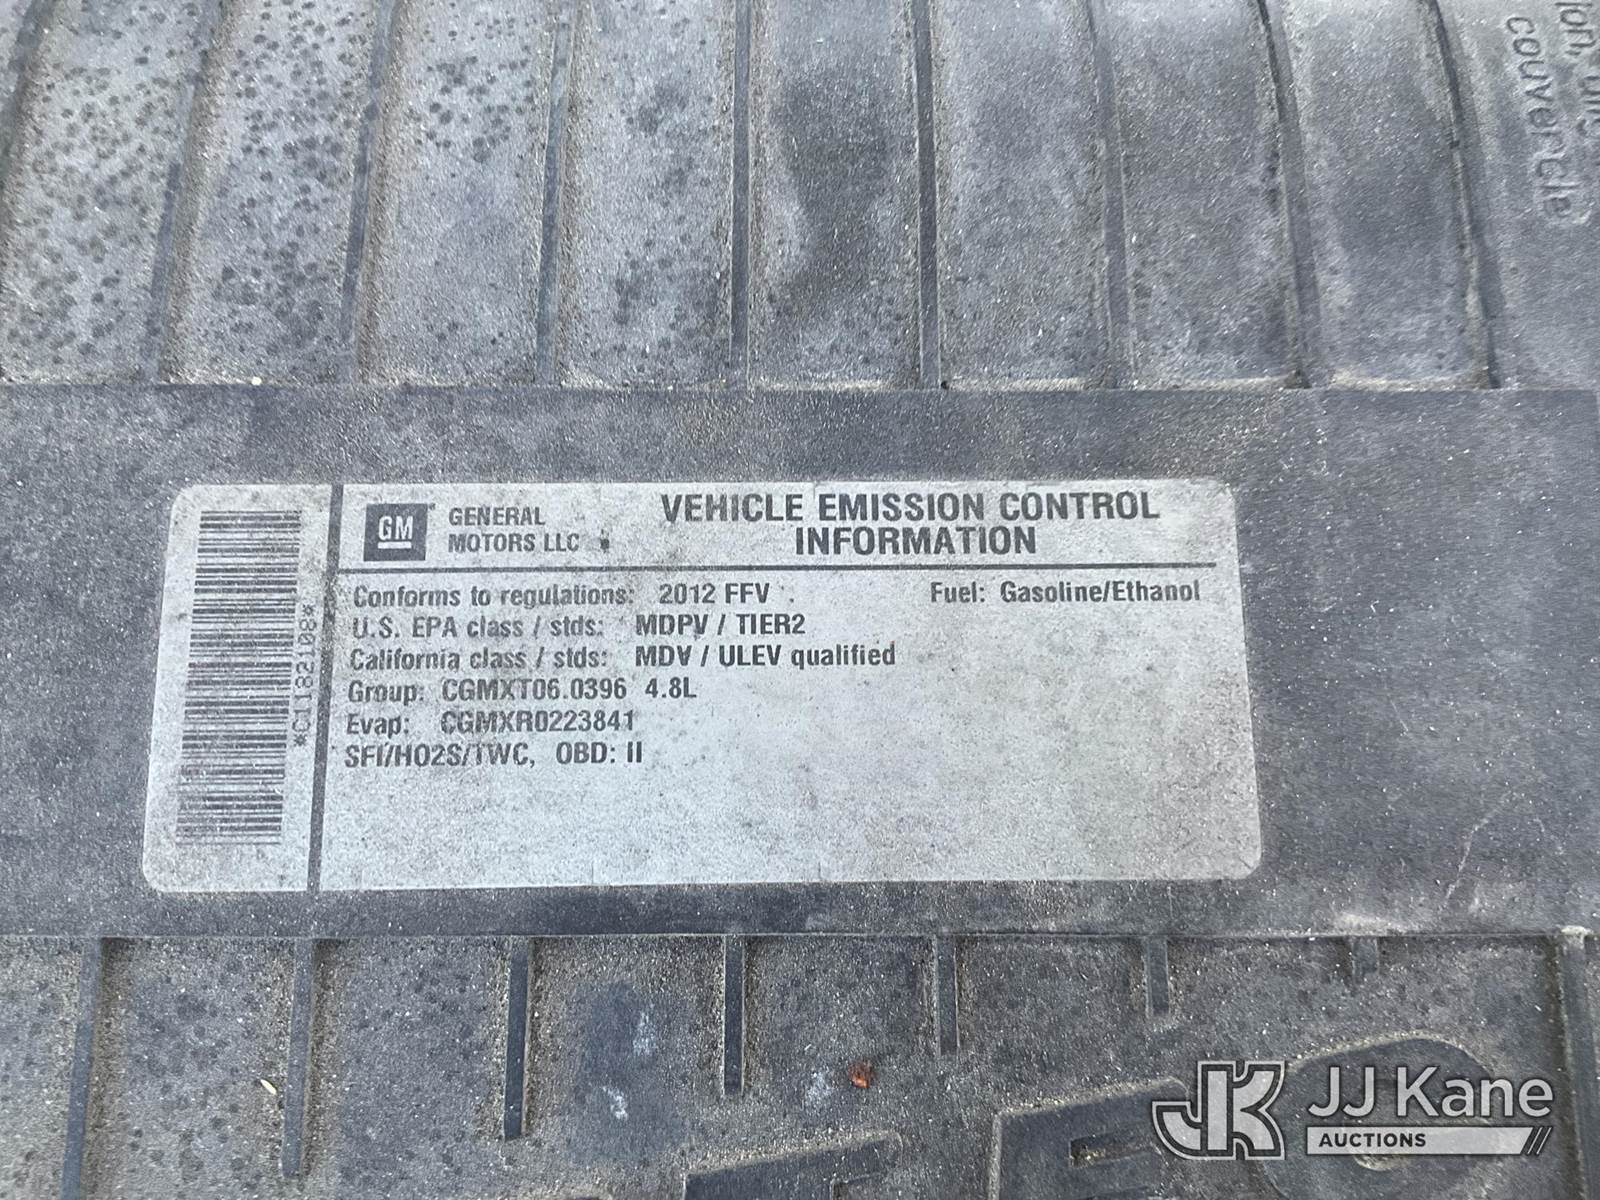 couvercle
GM GENERAL MOTORS LLC
VEHICLE EMISSION CONTROL
INFORMATION
Conforms to regulations: 2012 FFV . Fuel: Gasoline/Ethanol
U.S. EPA class / stds: MDPV / TIER2
California class / stds: MDV / ULEV qualified
Group: CGMXT06.0396 4.8L
Evap: CGMXR0223841
SFI/HO2S/TWC, OBD: II
*C1182108*
JK JJ Kane
AUCTIONS